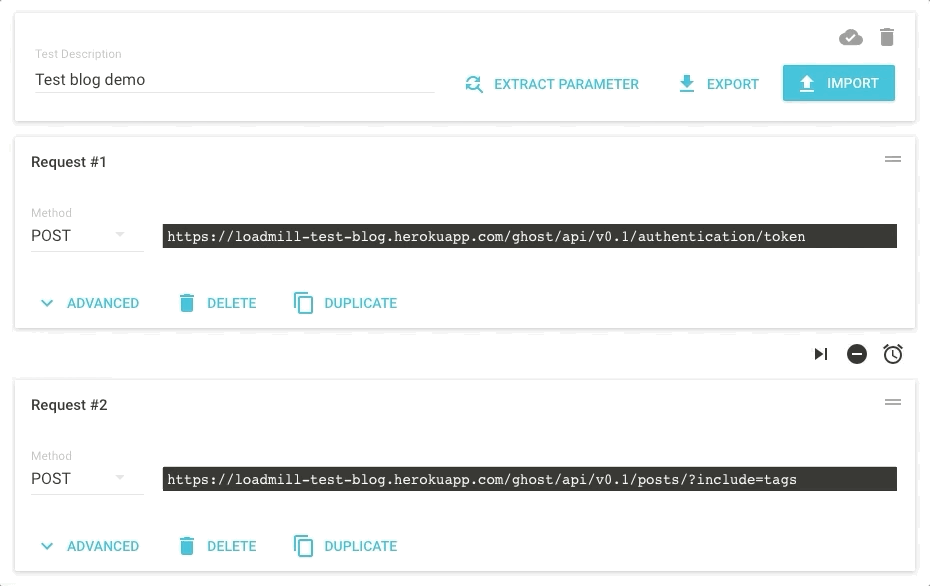 Test Description
Test blog demo
EXTRACT PARAMETER
EXPORT
IMPORT
Request #1
Method
POST
https://loadmill-test-blog.herokuapp.com/ghost/api/v0.1/authentication/token
ADVANCED
DELETE
DUPLICATE
Request #2
Method
POST
https://loadmill-test-blog.herokuapp.com/ghost/api/v0.1/posts/?include=tags
ADVANCED
DELETE
DUPLICATE